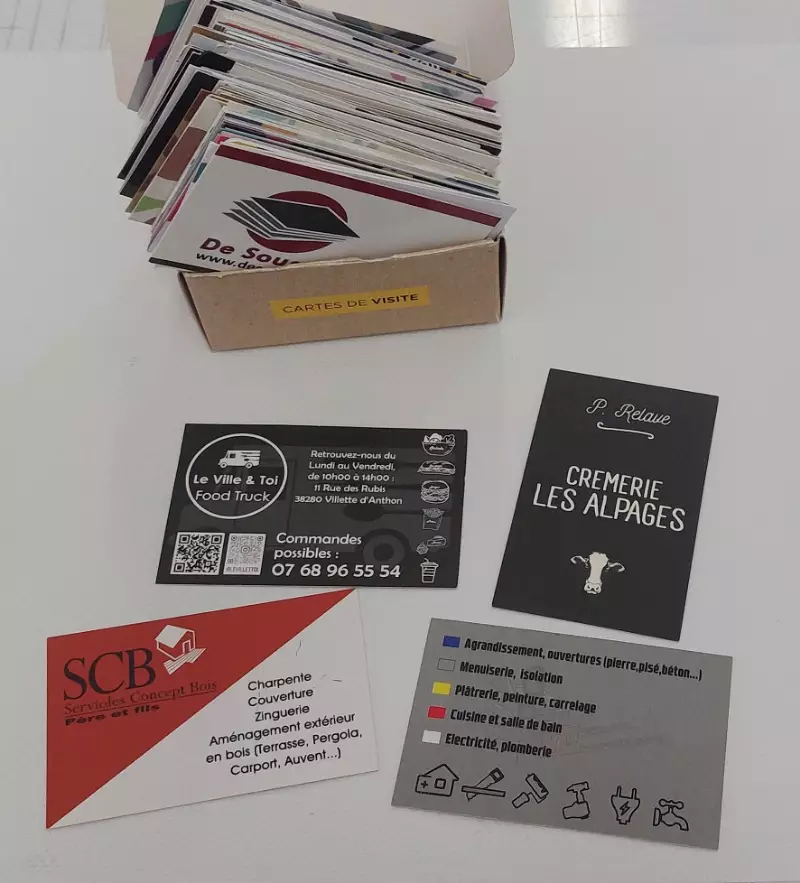 De Sou
www.de
CARTES DE VISITE
Le Ville & Toi
Food Truck
Retrouvez-nous du
Lundi au Vendredi,
de 10h00 à 14h00 :
11 Rue des Rubis
38280 Villette d'Anthon
Commandes
possibles :
07 68 96 55 54
P. Relave
CREMERIE
LES ALPAGES
SCB
Servicles Concept Bois
Père et fils
Charpente
Couverture
Zinguerie
Aménagement extérieur
en bois (Terrasse, Pergola,
Carport, Auvent...)
Agrandissement, ouvertures (pierre,pisé,béton...)
Menuiserie, isolation
Plâtrerie, peinture, carrelage
Cuisine et salle de bain
Electricité, plomberie